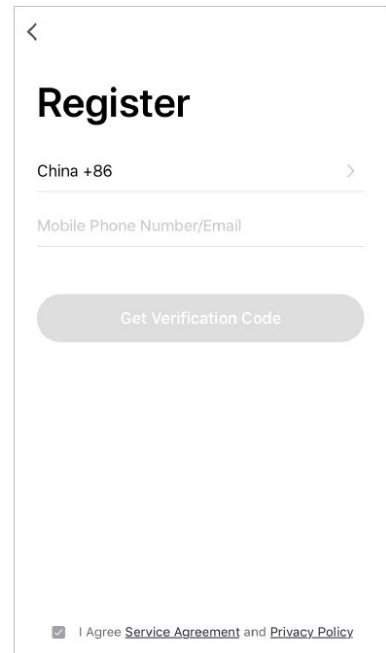 Register
China +86
Mobile Phone Number/Email
Get Verification Code
I Agree Service Agreement and Privacy Policy